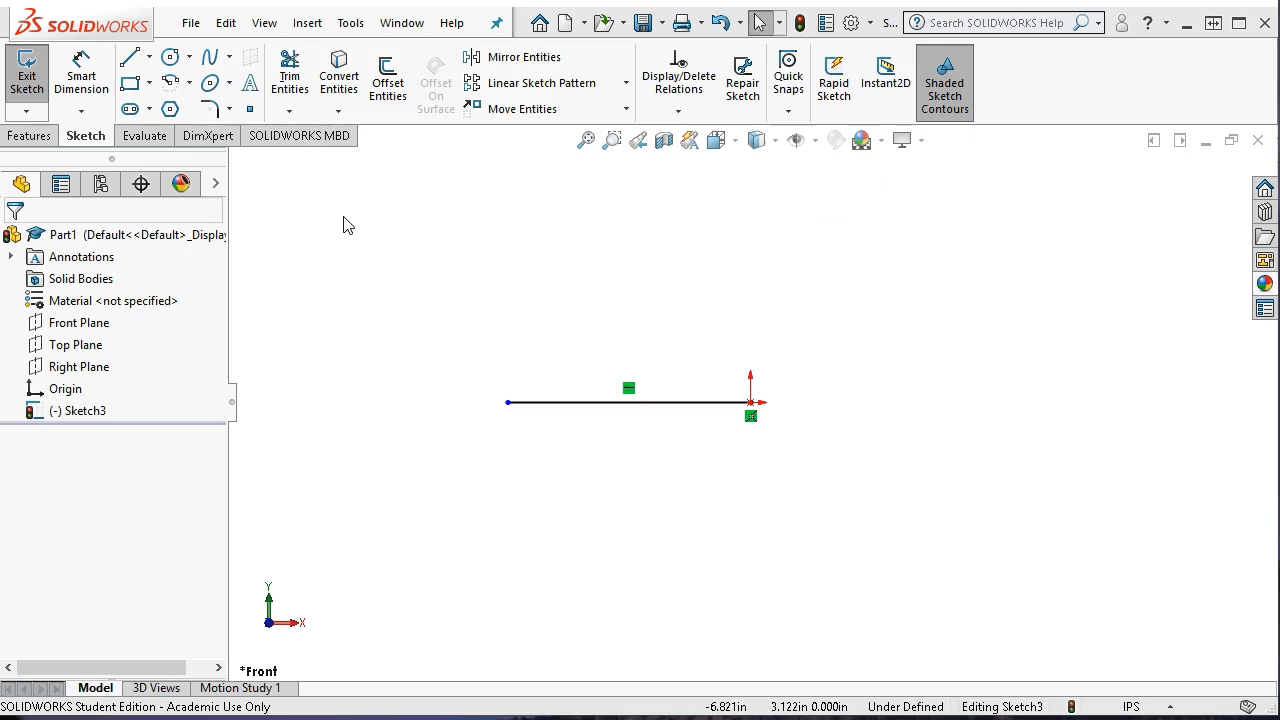 SOLIDWORKS File Edit View Insert Tools Window Help S... Search SOLIDWORKS Help ?
Exit Sketch
Smart Dimension
Trim Entities
Convert Entities
Offset Entities
Offset On Surface
Mirror Entities
Linear Sketch Pattern
Move Entities
Display/Delete Relations
Repair Sketch
Quick Snaps
Rapid Sketch
Instant2D
Shaded Sketch Contours
Features Sketch Evaluate DimXpert SOLIDWORKS MBD
Part1 (Default<<Default>_Display
Annotations
Solid Bodies
Material <not specified>
Front Plane
Top Plane
Right Plane
Origin
(-) Sketch3
Y
X
*Front
Model 3D Views Motion Study 1
SOLIDWORKS Student Edition - Academic Use Only -6.821in 3.122in 0.000in Under Defined Editing Sketch3 IPS